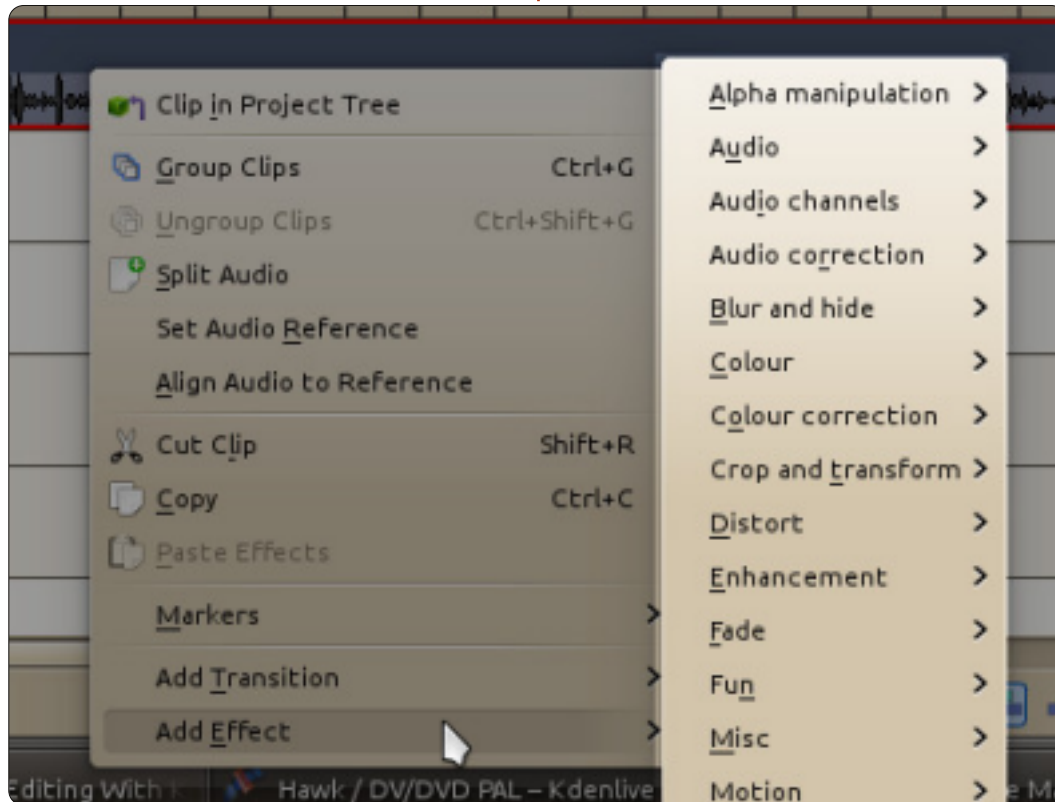 Clip in Project Tree
Group Clips Ctrl+G
Ungroup Clips Ctrl+Shift+G
Split Audio
Set Audio Reference
Align Audio to Reference
Cut Clip Shift+R
Copy Ctrl+C
Paste Effects
Markers
Add Transition
Add Effect
Alpha manipulation
Audio
Audio channels
Audio correction
Blur and hide
Colour
Colour correction
Crop and transform
Distort
Enhancement
Fade
Fun
Misc
Motion
Editing With
Hawk / DV/DVD PAL – Kdenlive